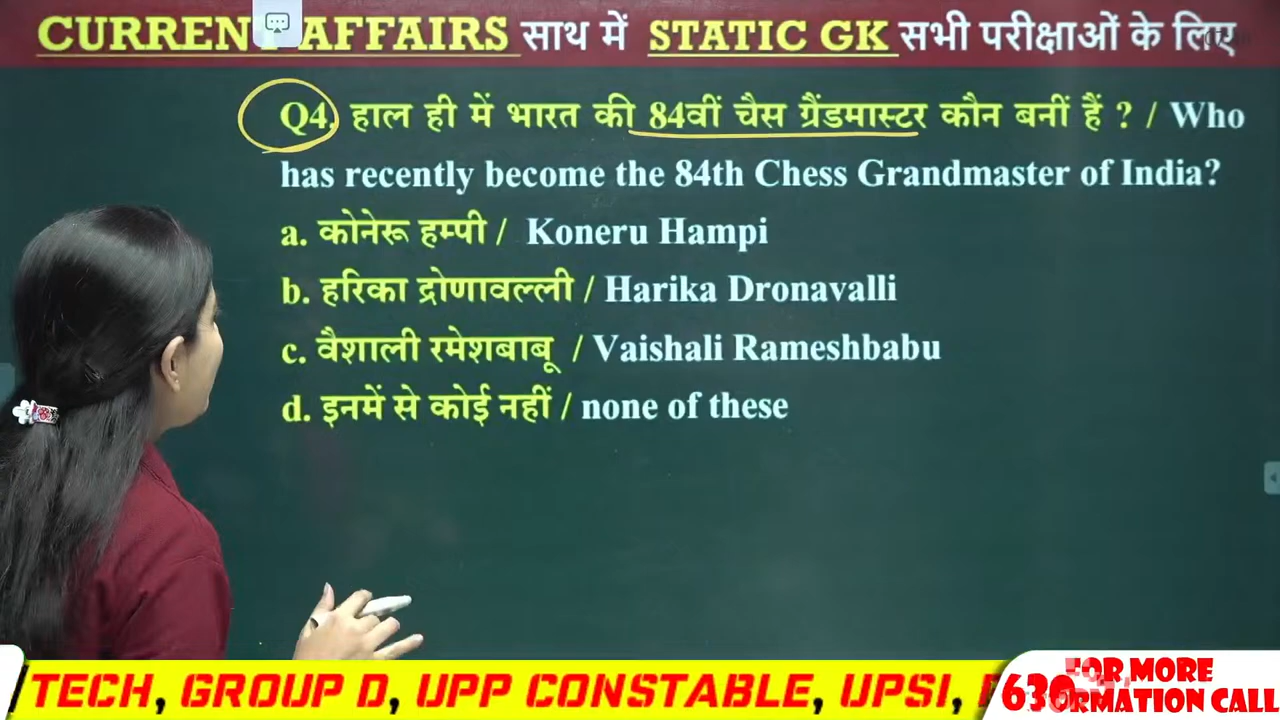 CURRENT AFFAIRS साथ में STATIC GK सभी परीक्षाओं के लिए
Q4. हाल ही में भारत की 84वीं चैस ग्रैंडमास्टर कौन बनीं हैं ? / Who
has recently become the 84th Chess Grandmaster of India?
a. कोनेरू हम्पी / Koneru Hampi
b. हरिका द्रोणावल्ली / Harika Dronavalli
c. वैशाली रमेशबाबू / Vaishali Rameshbabu
d. इनमें से कोई नहीं / none of these
TECH, GROUP D, UPP CONSTABLE, UPSI,
FOR MORE
CALL